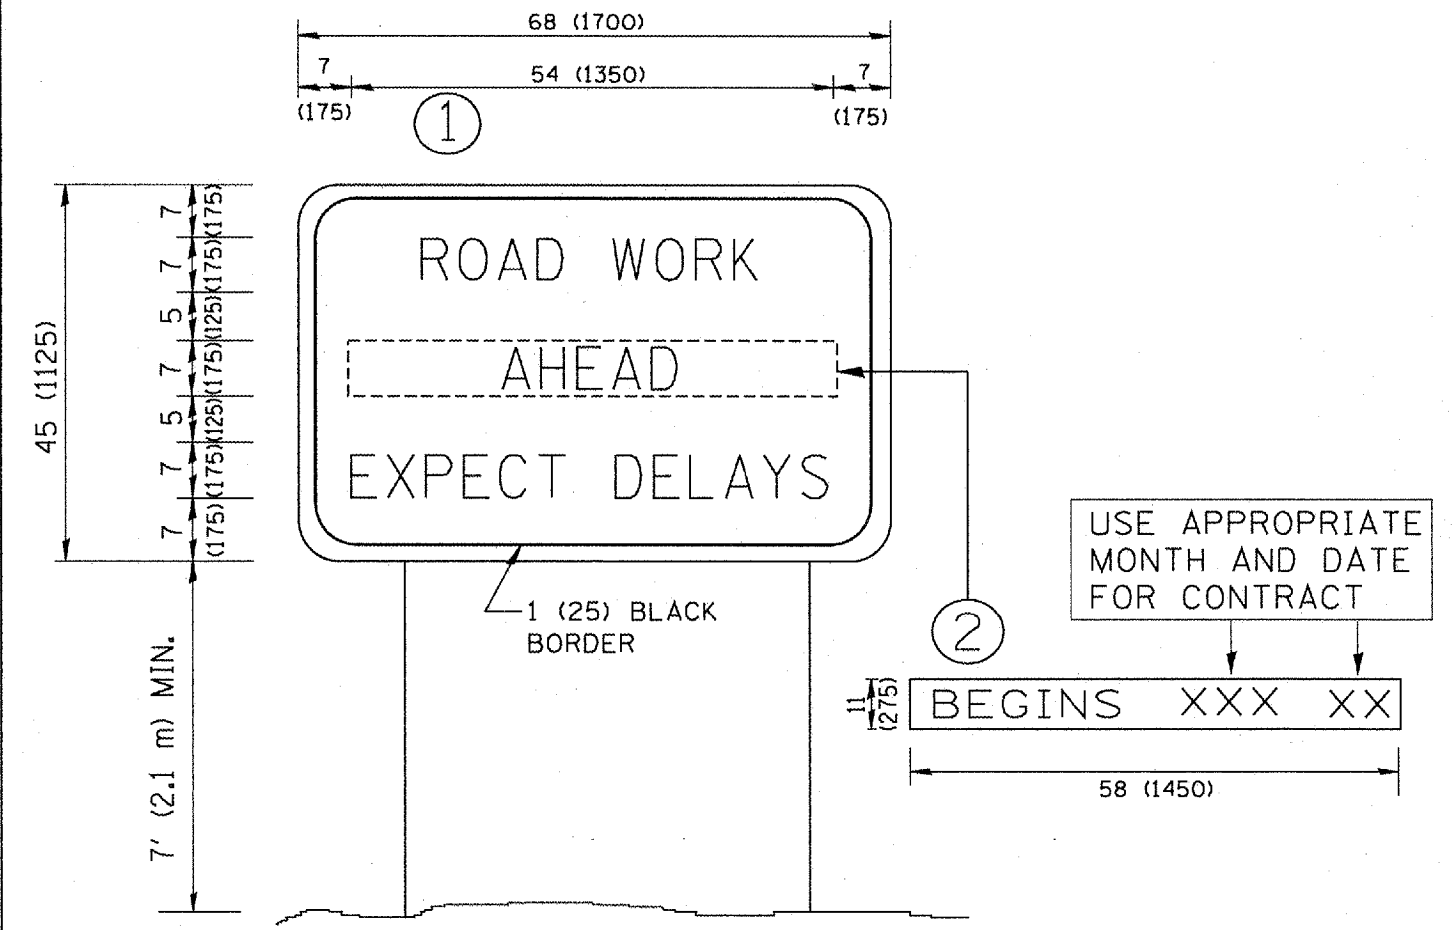 68 (1700)
7 54 (1350) 7
(175) (175)
1
7 (175)
7 (175)
5 (125)
7 (175)
5 (125)
7 (175)
7 (175)
45 (1125)
ROAD WORK
AHEAD
EXPECT DELAYS
1 (25) BLACK
BORDER
7' (2.1 m) MIN.
2
USE APPROPRIATE
MONTH AND DATE
FOR CONTRACT
11
(275)
BEGINS XXX XX
58 (1450)